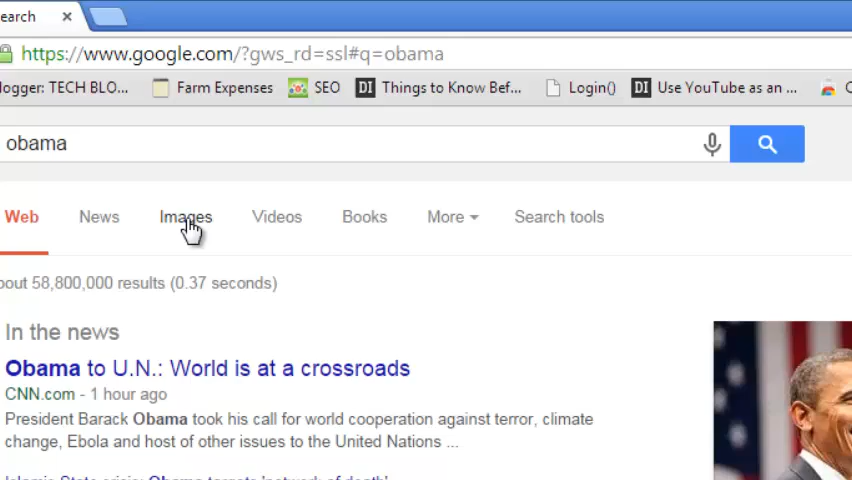 earch
https://www.google.com/?gws_rd=ssl#q=obama
logger: TECH BLO... Farm Expenses SEO DI Things to Know Bef... Login() DI Use YouTube as an ...
obama
Web News Images Videos Books More Search tools
bout 58,800,000 results (0.37 seconds)
In the news
Obama to U.N.: World is at a crossroads
CNN.com - 1 hour ago
President Barack Obama took his call for world cooperation against terror, climate
change, Ebola and host of other issues to the United Nations ...
Islamic State crisis: Obama targets 'network of death'